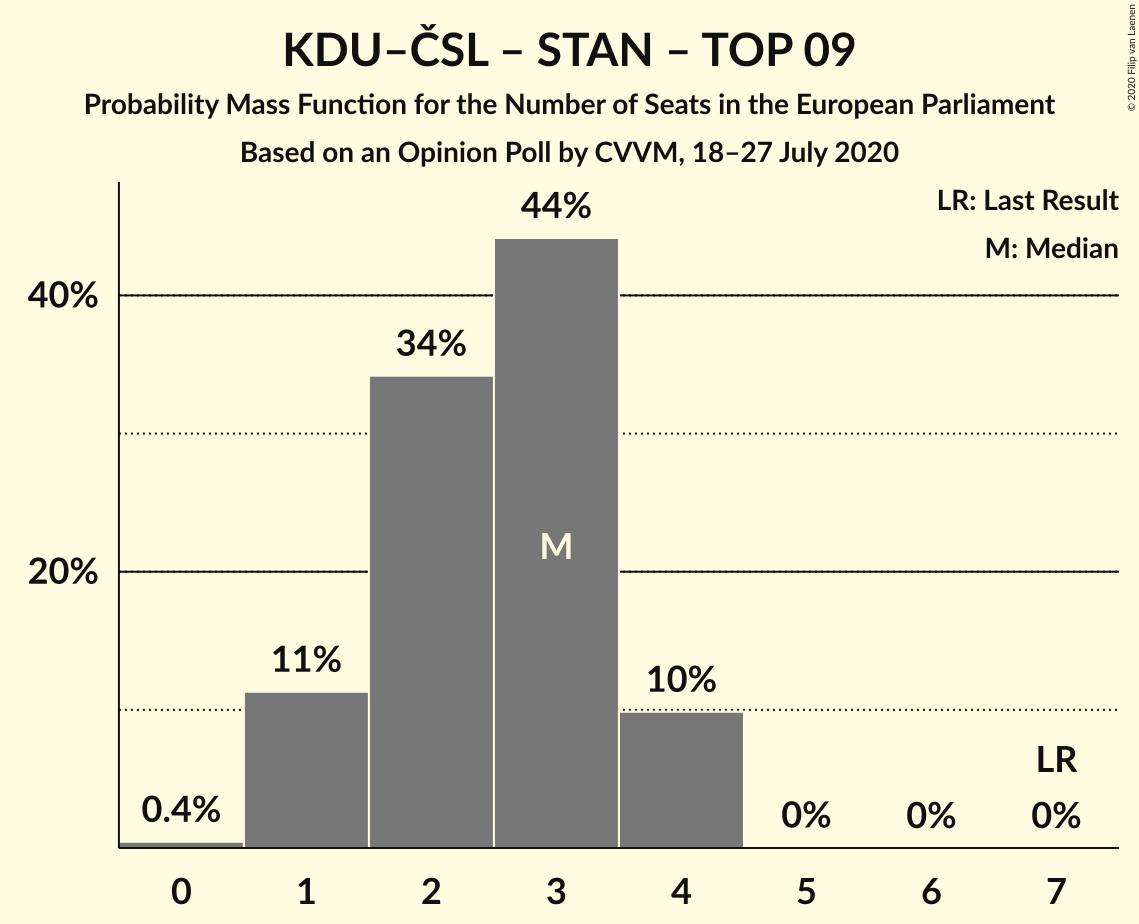 KDU–ČSL – STAN – TOP 09
Probability Mass Function for the Number of Seats in the European Parliament
Based on an Opinion Poll by CVVM, 18–27 July 2020
© 2020 Filip van Laenen
LR: Last Result
M: Median
44%
40%
34%
M
20%
11%
10%
LR
0.4%
0%
0%
0%
0 1 2 3 4 5 6 7